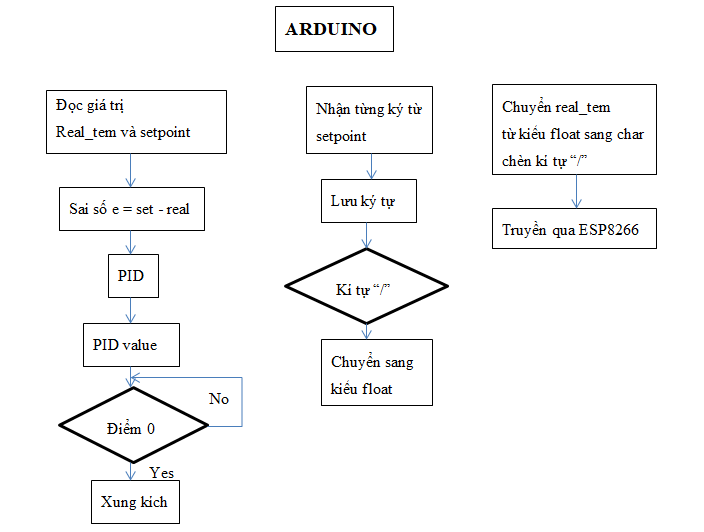 ARDUINO
Đọc giá trị
Real_tem và setpoint
Sai số e = set - real
PID
PID value
No
Điểm 0
Yes
Xung kích
Nhận từng ký từ
setpoint
Lưu ký tự
Kí tự “/”
Chuyển sang
kiếu float
Chuyển real_tem
từ kiếu float sang char
chèn kí tự “/”
Truyền qua ESP8266